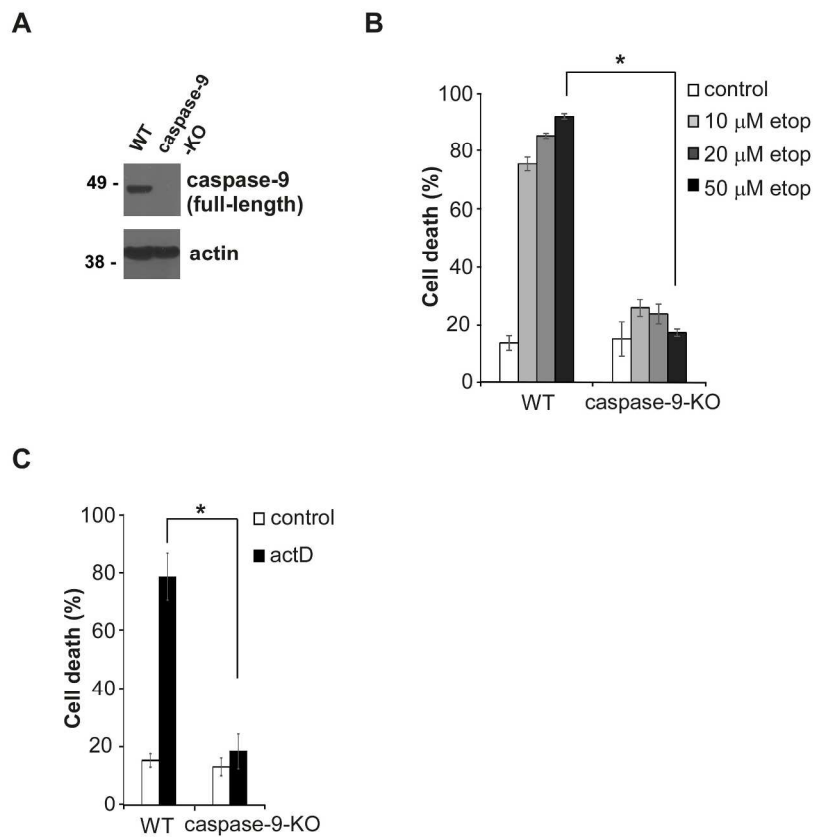 A
WT
caspase-9
-KO
49 -
caspase-9
(full-length)
38 -
actin
B
*
control
10 μM etop
20 μM etop
50 μM etop
Cell death (%)
100
80
60
40
20
0
WT
caspase-9-KO
C
*
control
actD
Cell death (%)
100
80
60
40
20
0
WT
caspase-9-KO